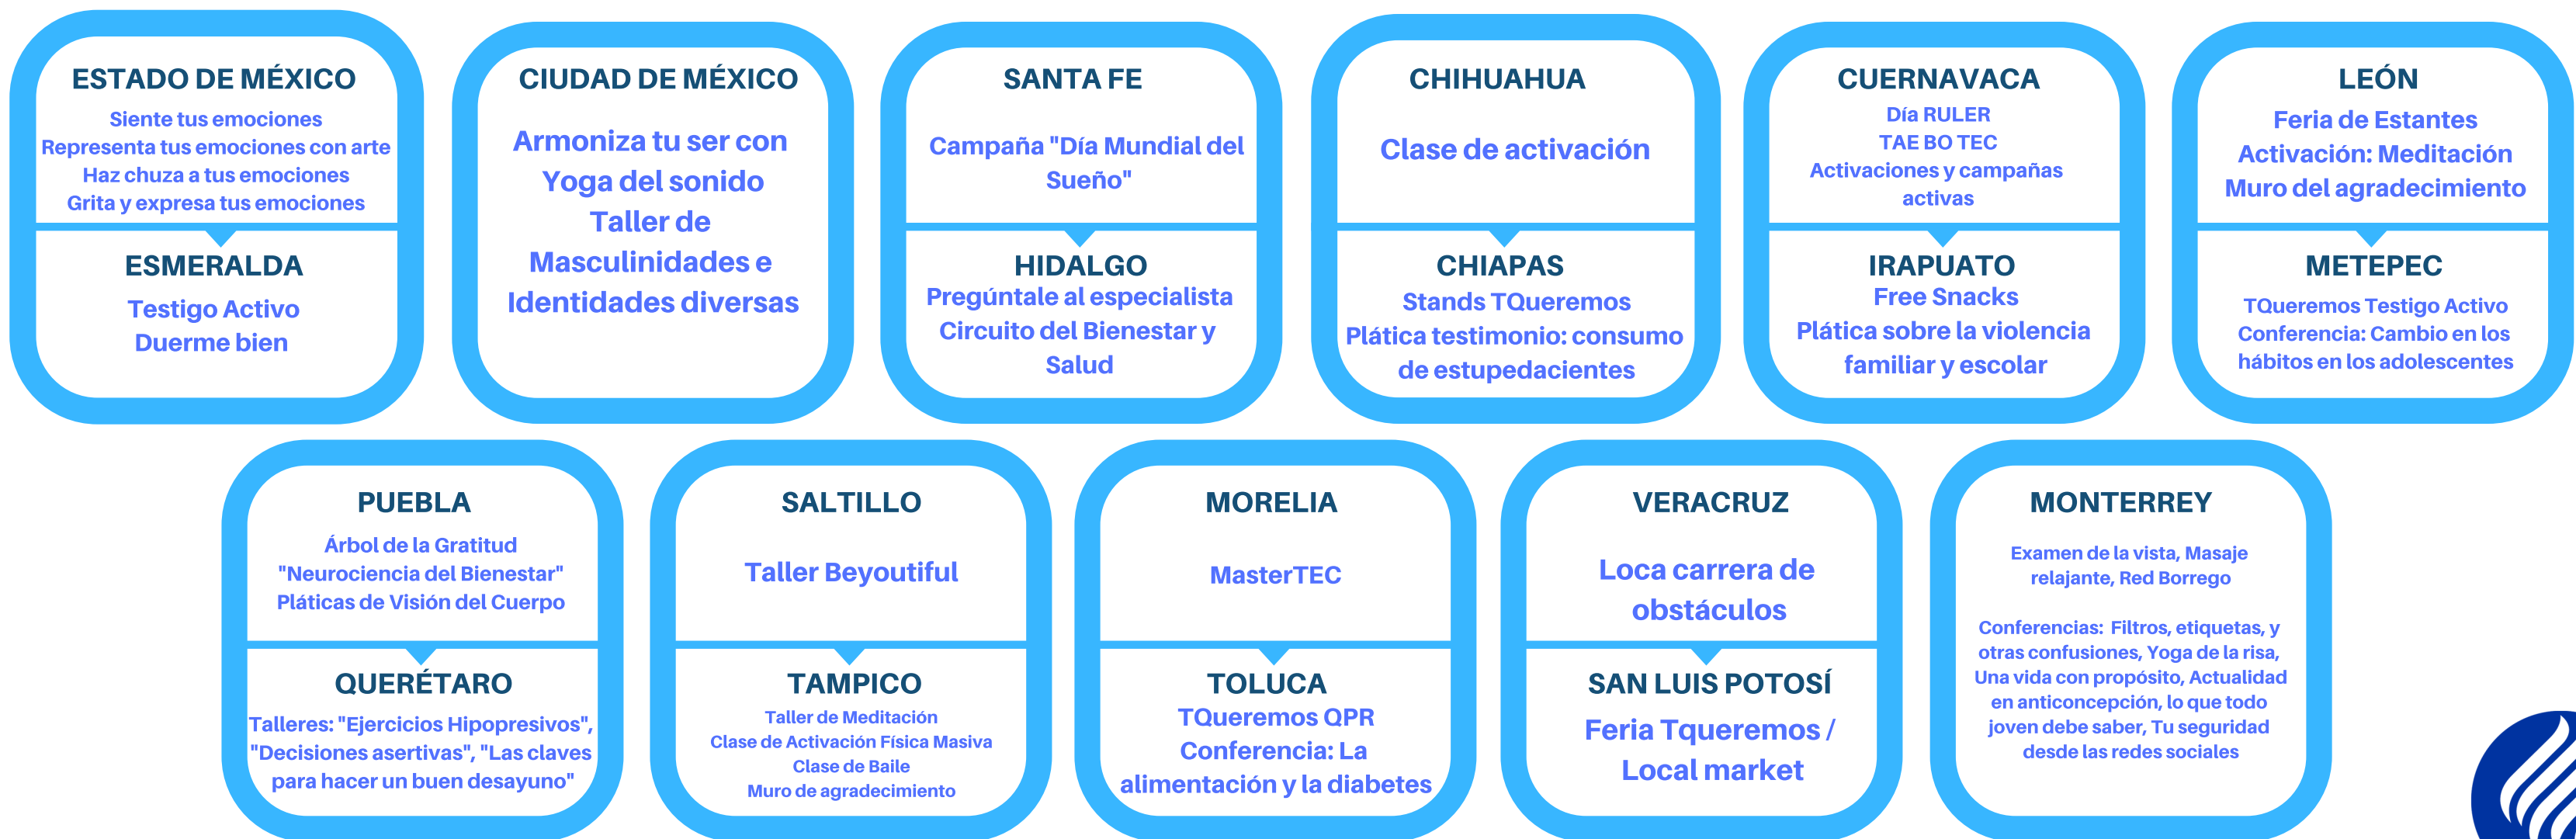 ESTADO DE MÉXICO
Siente tus emociones
Representa tus emociones con arte
Haz chuza a tus emociones
Grita y expresa tus emociones
ESMERALDA
Testigo Activo
Duerme bien
CIUDAD DE MÉXICO
Armoniza tu ser con
Yoga del sonido
Taller de
Masculinidades e
Identidades diversas
SANTA FE
Campaña "Día Mundial del
Sueño"
HIDALGO
Pregúntale al especialista
Circuito del Bienestar y
Salud
CHIHUAHUA
Clase de activación
CHIAPAS
Stands TQueremos
Plática testimonio: consumo
de estupedacientes
CUERNAVACA
Día RULER
TAE BO TEC
Activaciones y campañas
activas
IRAPUATO
Free Snacks
Plática sobre la violencia
familiar y escolar
LEÓN
Feria de Estantes
Activación: Meditación
Muro del agradecimiento
METEPEC
TQueremos Testigo Activo
Conferencia: Cambio en los
hábitos en los adolescentes
PUEBLA
Árbol de la Gratitud
"Neurociencia del Bienestar"
Pláticas de Visión del Cuerpo
QUERÉTARO
Talleres: "Ejercicios Hipopresivos",
"Decisiones asertivas", "Las claves
para hacer un buen desayuno"
SALTILLO
Taller Beyoutiful
TAMPICO
Taller de Meditación
Clase de Activación Física Masiva
Clase de Baile
Muro de agradecimiento
MORELIA
MasterTEC
TOLUCA
TQueremos QPR
Conferencia: La
alimentación y la diabetes
VERACRUZ
Loca carrera de
obstáculos
SAN LUIS POTOSÍ
Feria Tqueremos /
Local market
MONTERREY
Examen de la vista, Masaje
relajante, Red Borrego
Conferencias: Filtros, etiquetas, y
otras confusiones, Yoga de la risa,
Una vida con propósito, Actualidad
en anticoncepción, lo que todo
joven debe saber, Tu seguridad
desde las redes sociales